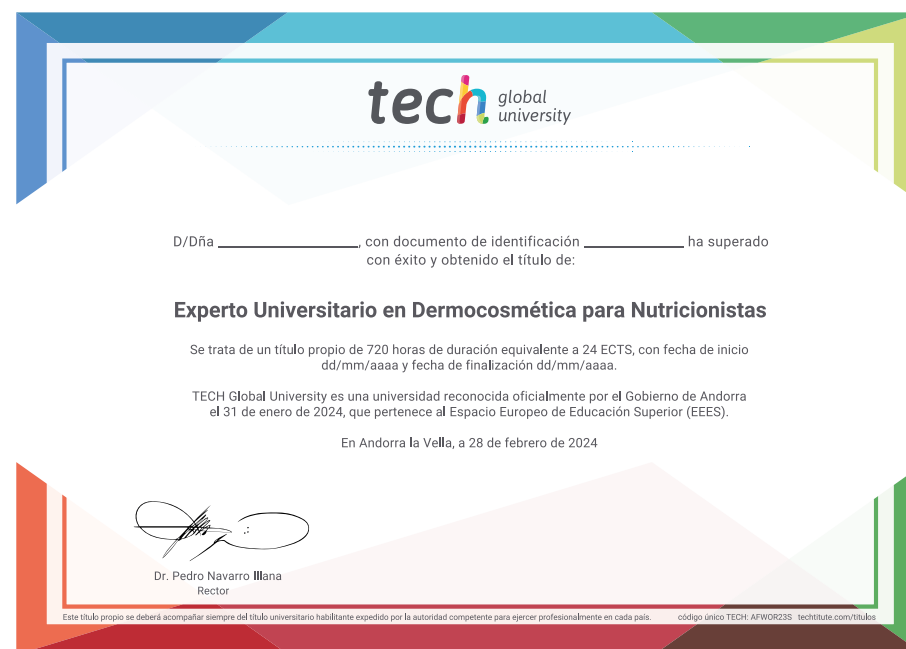 tech global
university
D/Dña ____________________, con documento de identificación ______________ ha superado
con éxito y obtenido el título de:
Experto Universitario en Dermocosmética para Nutricionistas
Se trata de un título propio de 720 horas de duración equivalente a 24 ECTS, con fecha de inicio
dd/mm/aaaa y fecha de finalización dd/mm/aaaa.
TECH Global University es una universidad reconocida oficialmente por el Gobierno de Andorra
el 31 de enero de 2024, que pertenece al Espacio Europeo de Educación Superior (EEES).
En Andorra la Vella, a 28 de febrero de 2024
Dr. Pedro Navarro Illana
Rector
Este título propio se deberá acompañar siempre del título universitario habilitante expedido por la autoridad competente para ejercer profesionalmente en cada país. código único TECH: AFWOR23S techtitute.com/titulos